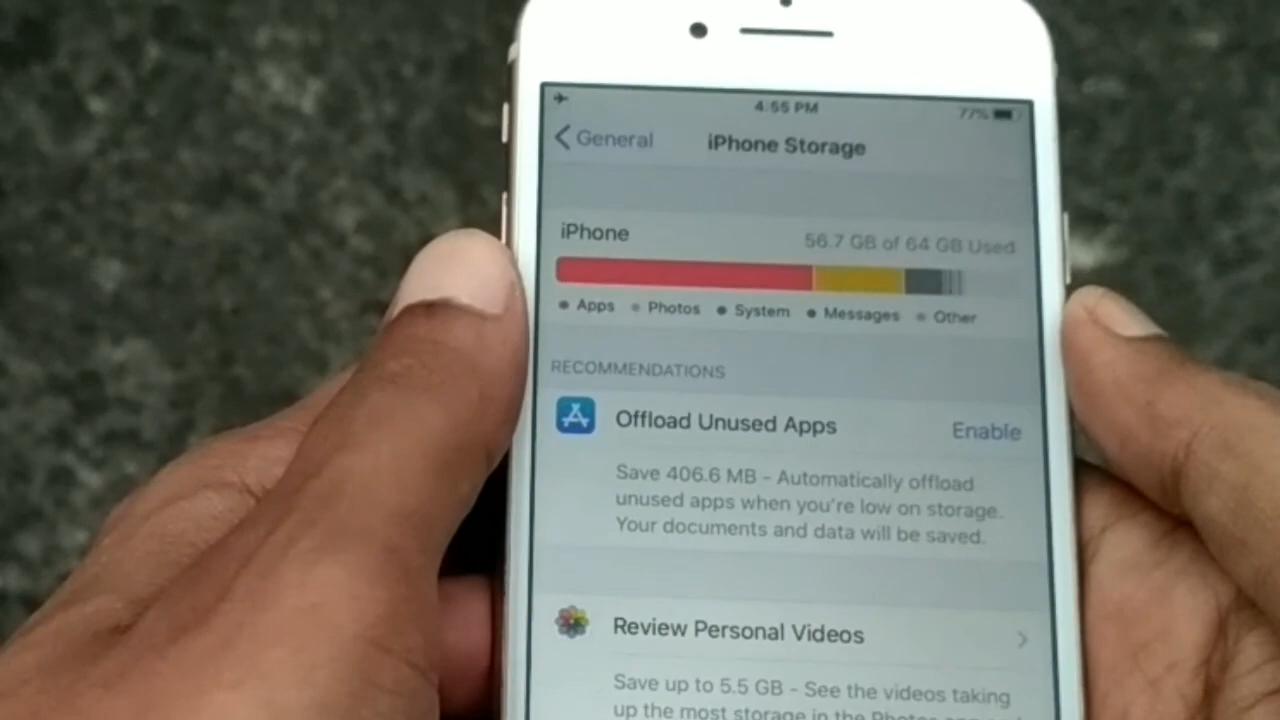 4:55 PM
77%
General
iPhone Storage
iPhone
56.7 GB of 64 GB Used
Apps Photos System Messages Other
RECOMMENDATIONS
Offload Unused Apps
Enable
Save 406.6 MB - Automatically offload
unused apps when you're low on storage.
Your documents and data will be saved.
Review Personal Videos
Save up to 5.5 GB - See the videos taking
up the most storage in the Photos